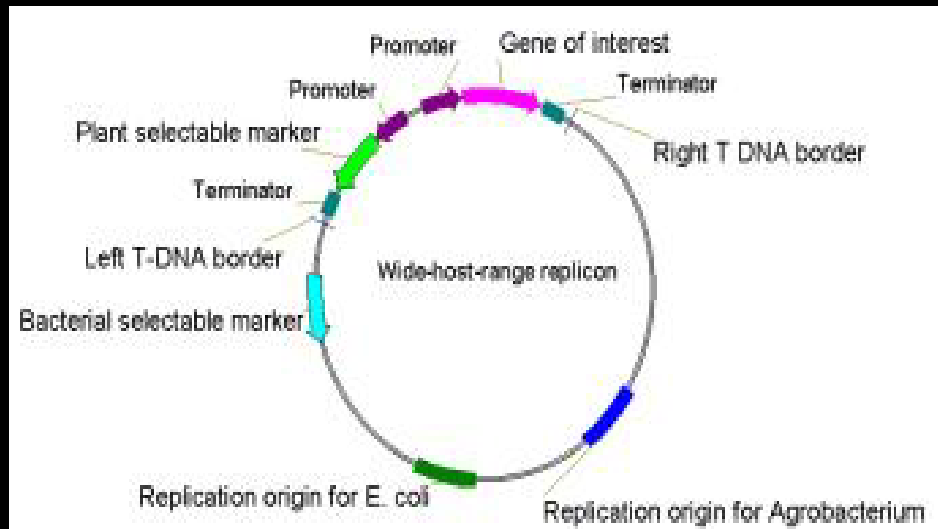 Promoter
Gene of interest
Promoter
Terminator
Plant selectable marker
Right T DNA border
Terminator
Left T-DNA border
Wide-host-range replicon
Bacterial selectable marker
Replication origin for E. coli
Replication origin for Agrobacterium